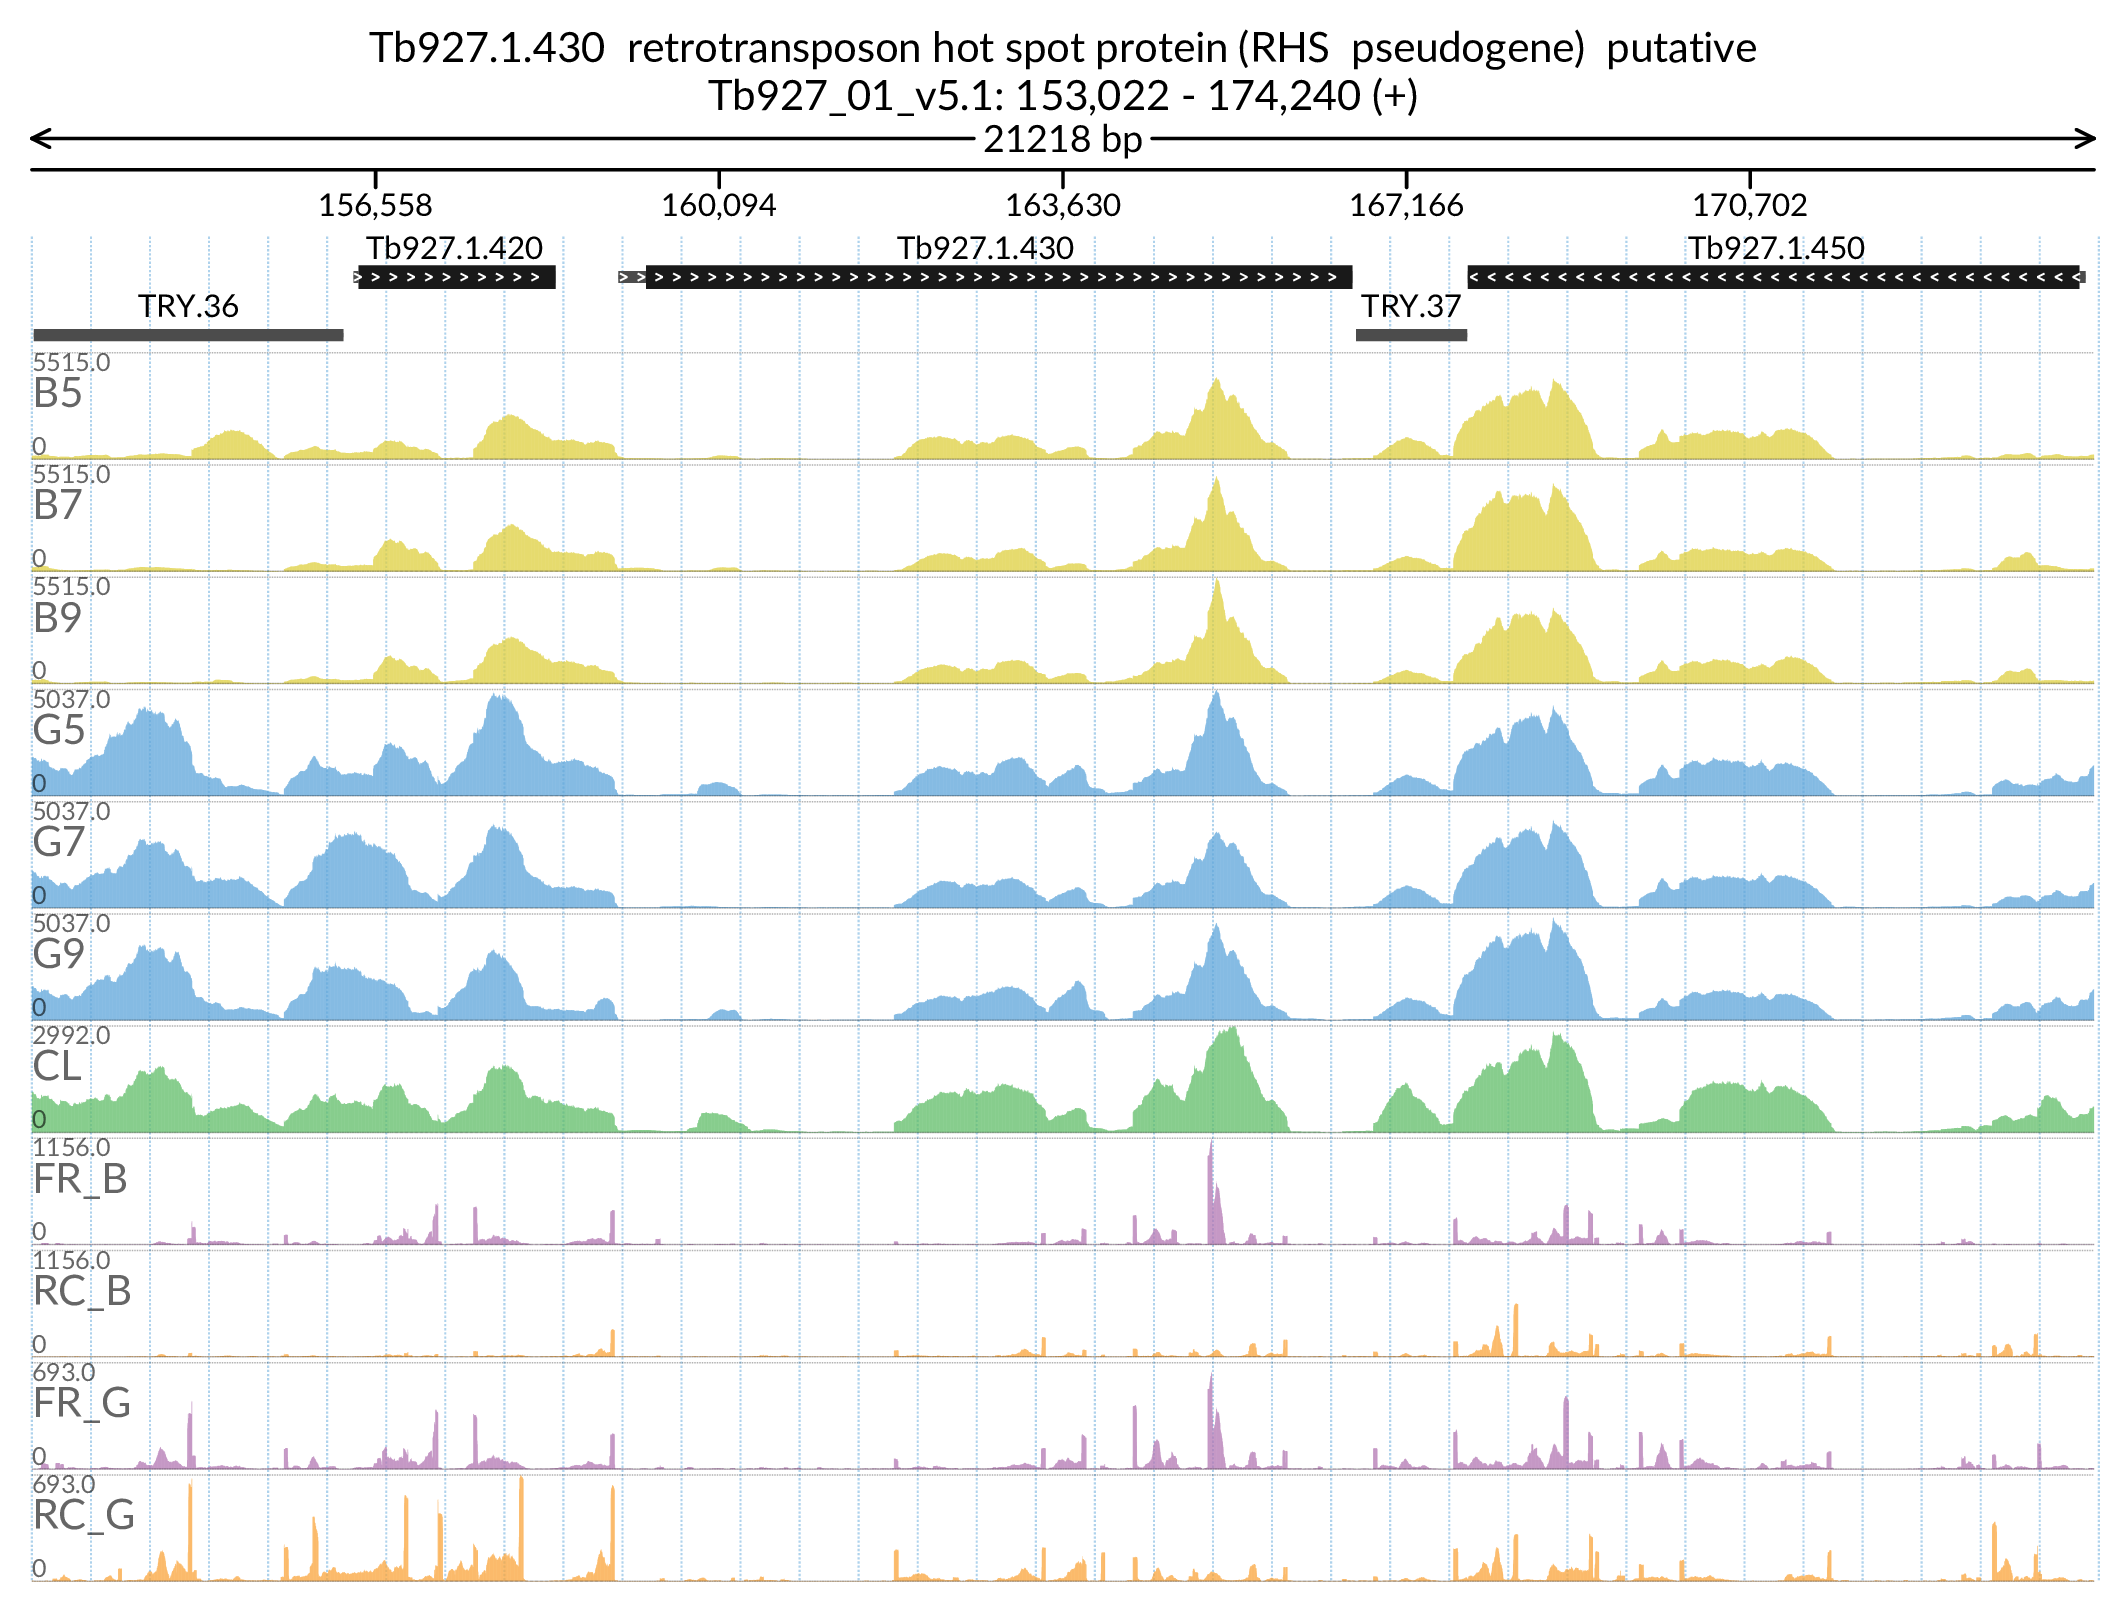 Tb927.1.430 retrotransposon hot spot protein (RHS pseudogene) putative
Tb927_01_v5.1: 153,022 - 174,240 (+)
21218 bp
156,558 160,094 163,630 167,166 170,702
Tb927.1.420 Tb927.1.430 Tb927.1.450
TRY.36 TRY.37
5515.0
B5
0
5515.0
B7
0
5515.0
B9
0
5037.0
G5
0
5037.0
G7
0
5037.0
G9
0
2992.0
CL
0
1156.0
FR_B
0
1156.0
RC_B
0
693.0
FR_G
0
693.0
RC_G
0